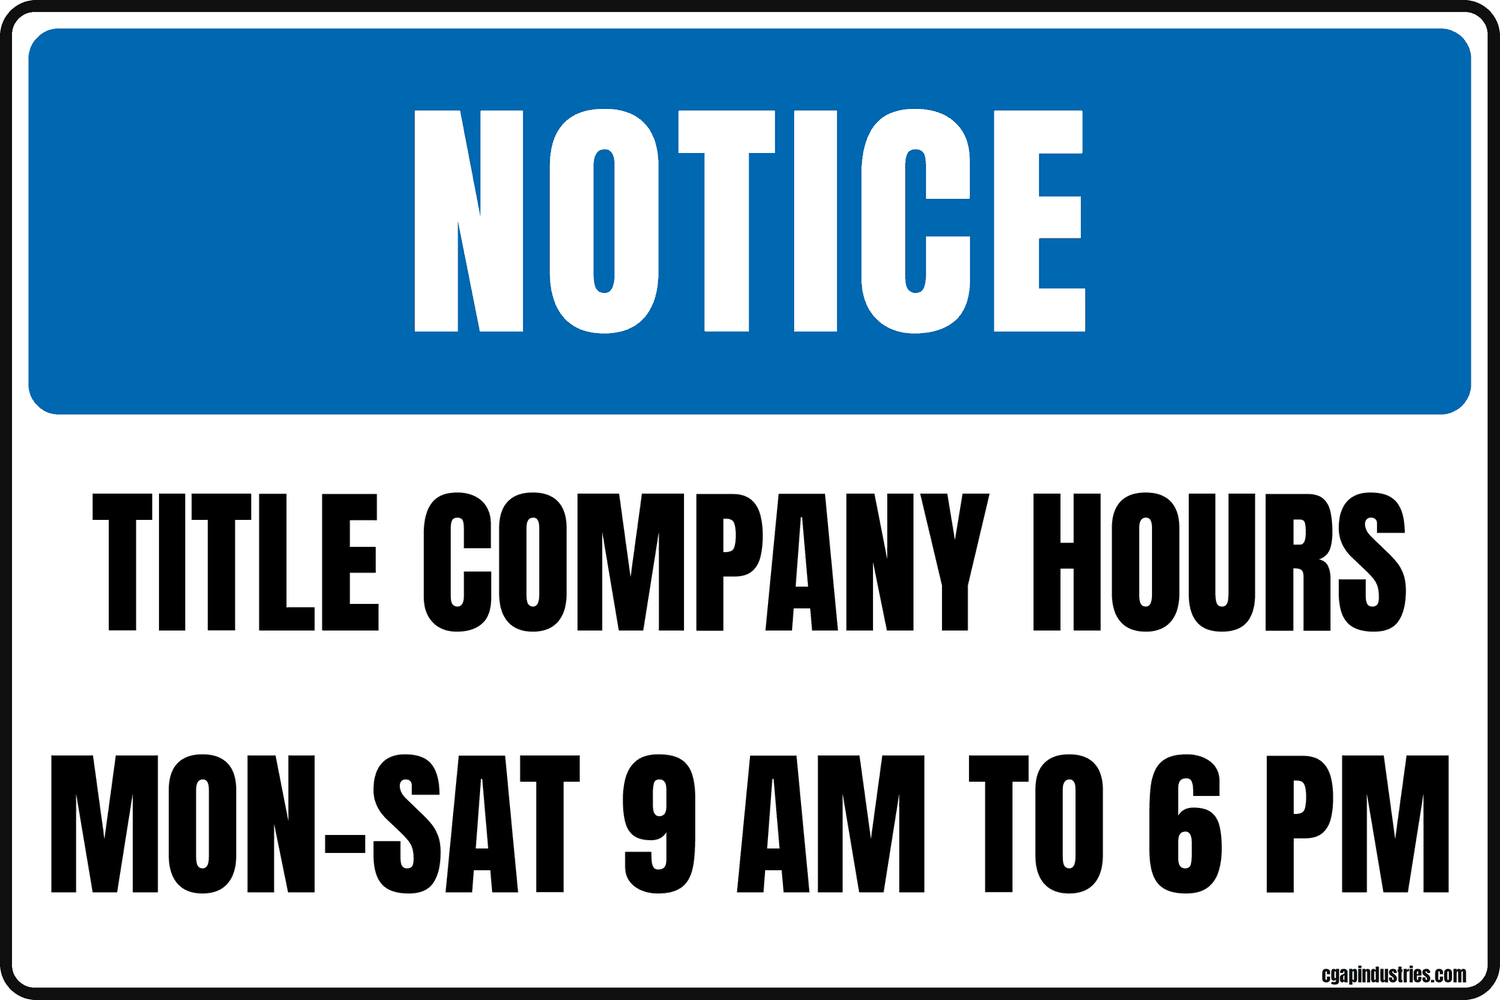 NOTICE
TITLE COMPANY HOURS
MON-SAT 9 AM TO 6 PM
cgapindustries.com